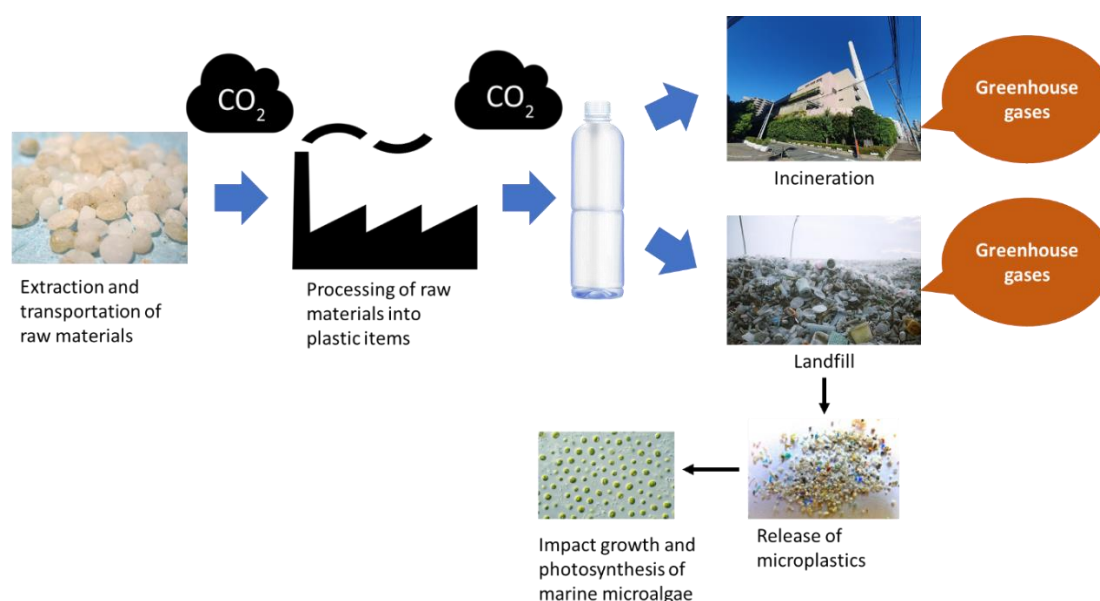 CO2
CO2
Greenhouse
gases
Incineration
Extraction and
transportation of
raw materials
Processing of raw
materials into
plastic items
Greenhouse
gases
Landfill
Impact growth and
photosynthesis of
marine microalgae
Release of
microplastics